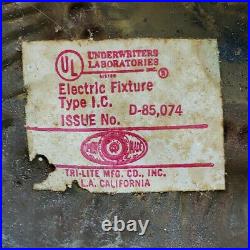 UL
UNDERWRITERS
LABORATORIES
LISTED
Electric Fixture
Type I.C.
ISSUE No. D-85,074
TRI-LITE MFG. CO., INC.
L.A. CALIFORNIA